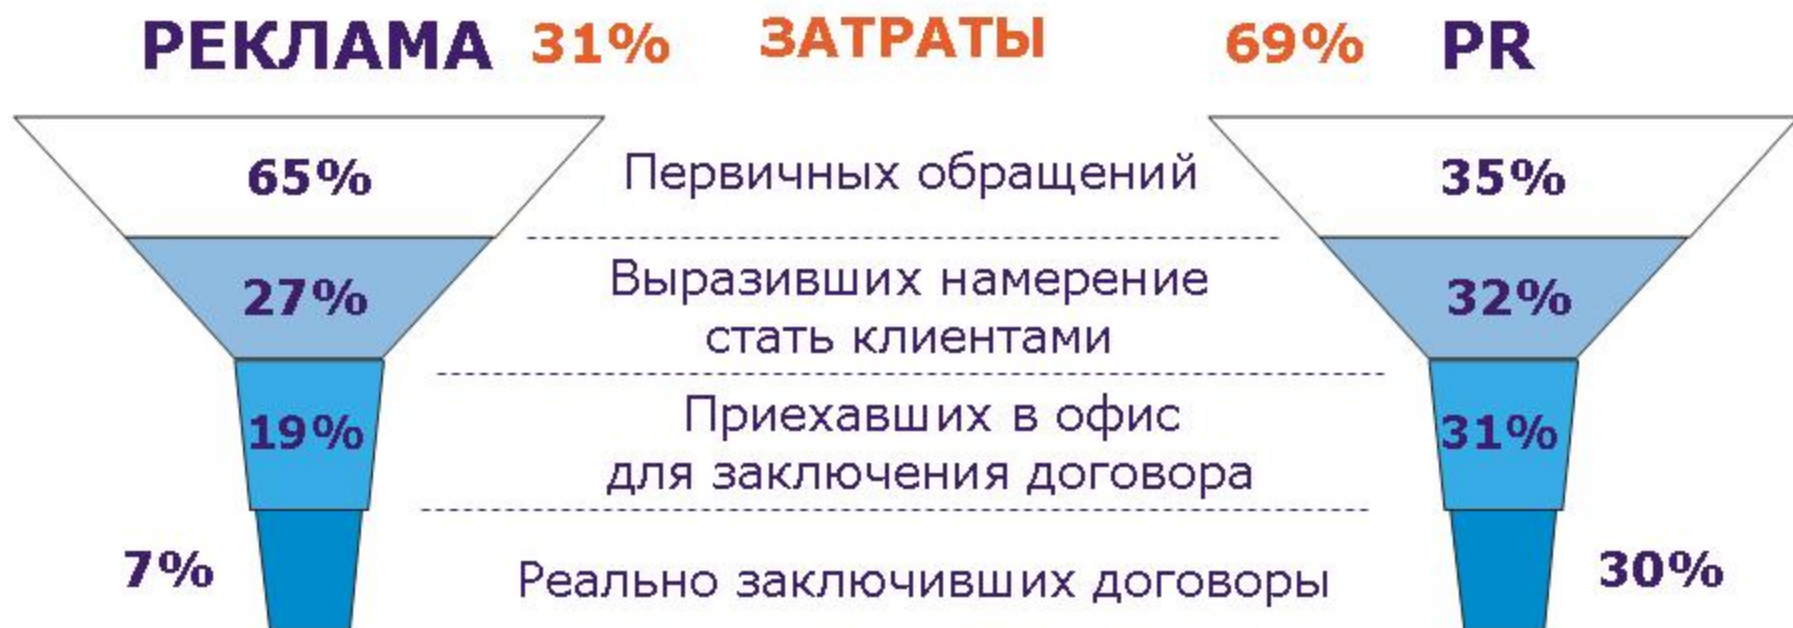 РЕКЛАМА 31% ЗАТРАТЫ 69% PR
65% Первичных обращений 35%
27% Выразивших намерение 32%
стать клиентами
19% Приехавших в офис 31%
для заключения договора
7% Реально заключивших договоры 30%